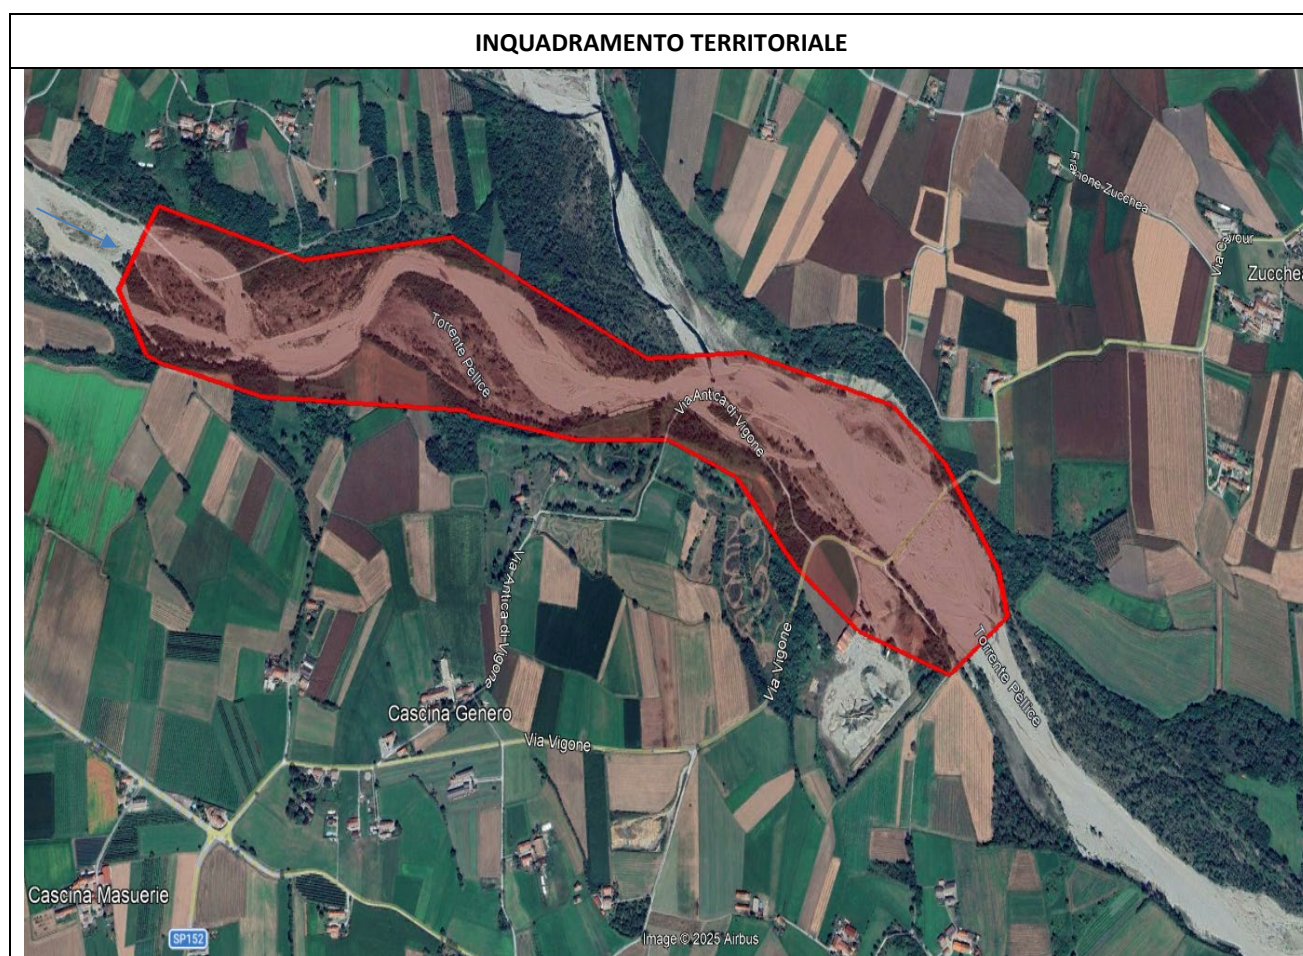 INQUADRAMENTO TERRITORIALE
Frazione Zucchea
Via Cavour
Zucchea
Torrente Pellice
Via Antica di Vigone
Via Antica di Vigone
Via Vigone
Torrente Pellice
Cascina Genero
Via Vigone
Cascina Masuerie
SP152
Image © 2025 Airbus